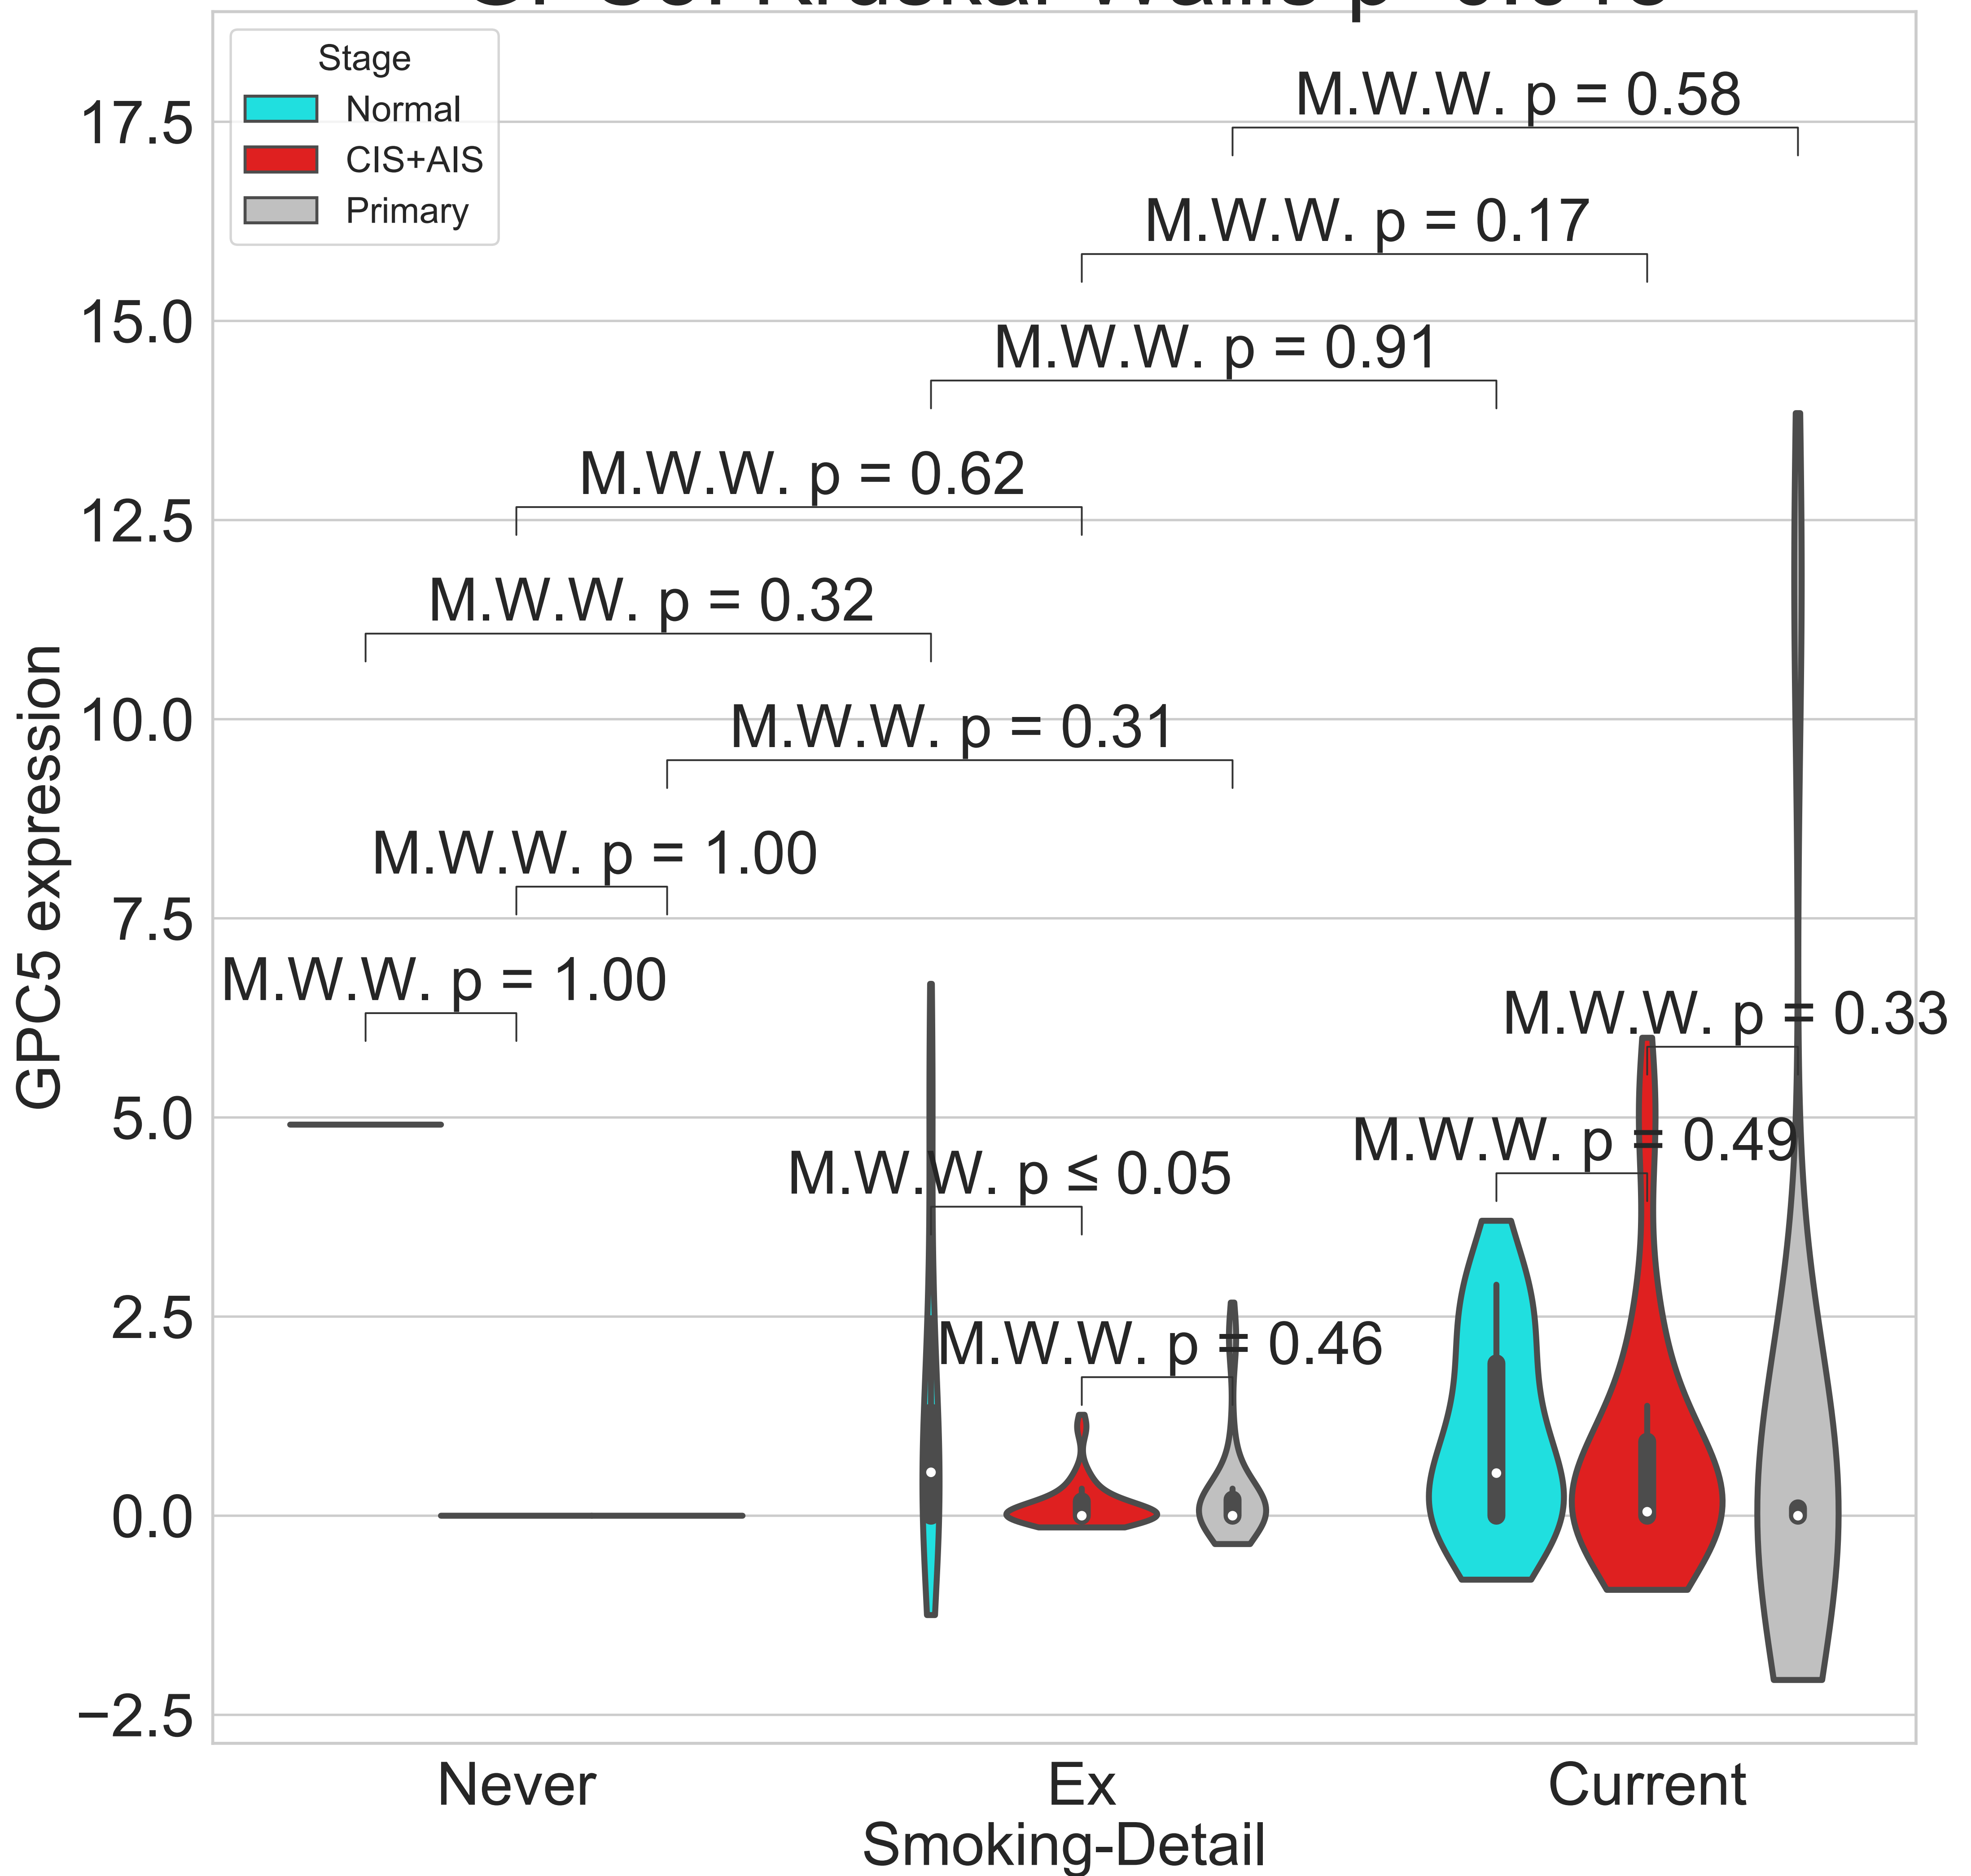 Stage
Normal
CIS+AIS
Primary
M.W.W. p = 0.58
17.5
M.W.W. p = 0.17
15.0
M.W.W. p = 0.91
M.W.W. p = 0.62
12.5
M.W.W. p = 0.32
10.0
M.W.W. p = 0.31
M.W.W. p = 1.00
7.5
M.W.W. p = 1.00
M.W.W. p = 0.33
5.0
M.W.W. p = 0.49
M.W.W. p ≤ 0.05
2.5
M.W.W. p = 0.46
0.0
−2.5
GPC5 expression
Never
Ex
Current
Smoking-Detail